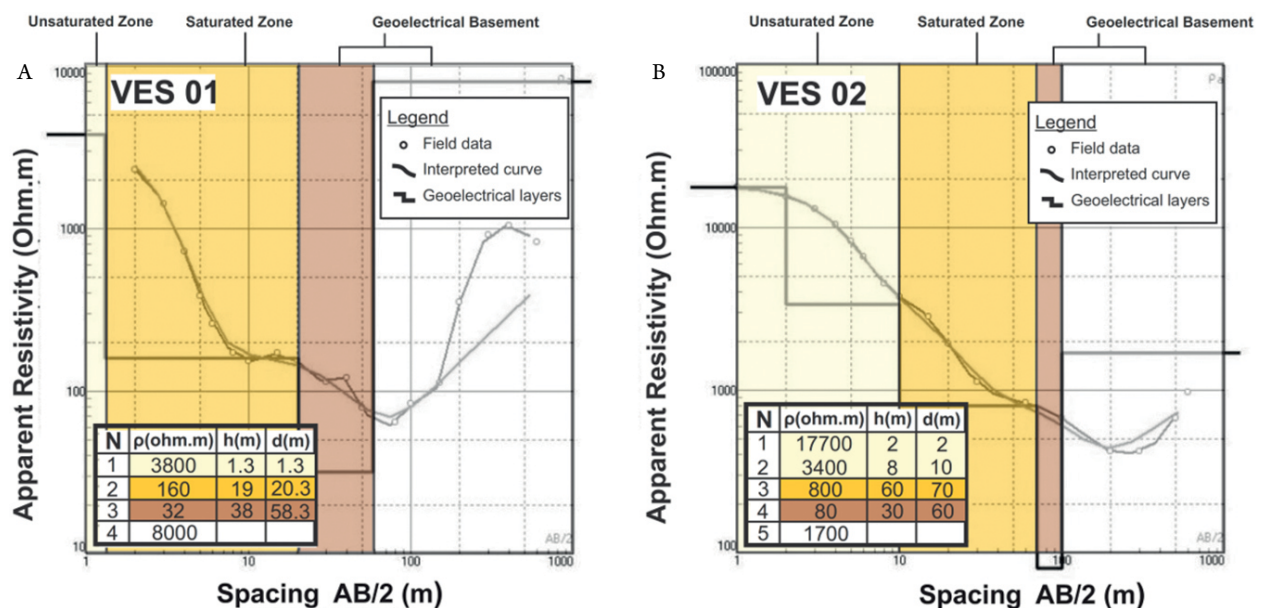 Unsaturated Zone Saturated Zone Geoelectrical Basement
A
VES 01
Apparent Resistivity (Ohm.m)
10000
1000
100
10
ρa
Legend
Field data
Interpreted curve
Geoelectrical layers
N ρ(ohm.m) h(m) d(m)
1 3800 1.3 1.3
2 160 19 20.3
3 32 38 58.3
4 8000
AB/2
1 10 100 1000
Spacing AB/2 (m)
Unsaturated Zone Saturated Zone Geoelectrical Basement
B
VES 02
Apparent Resistivity (Ohm.m)
100000
10000
1000
100
ρa
Legend
Field data
Interpreted curve
Geoelectrical layers
N ρ(ohm.m) h(m) d(m)
1 17700 2 2
2 3400 8 10
3 800 60 70
4 80 30 60
5 1700
AB/2
1 10 100 1000
Spacing AB/2 (m)